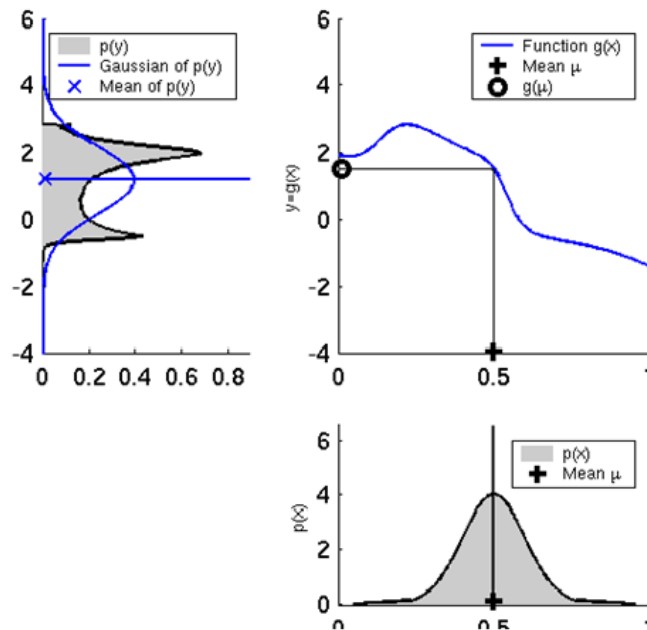 6
4
2
0
-2
-4
0 0.2 0.4 0.6 0.8
p(y)
Gaussian of p(y)
Mean of p(y)
6
4
2
0
-2
-4
0 0.5
y=g(x)
Function g(x)
Mean μ
g(μ)
6
4
2
0
p(x)
p(x)
Mean μ